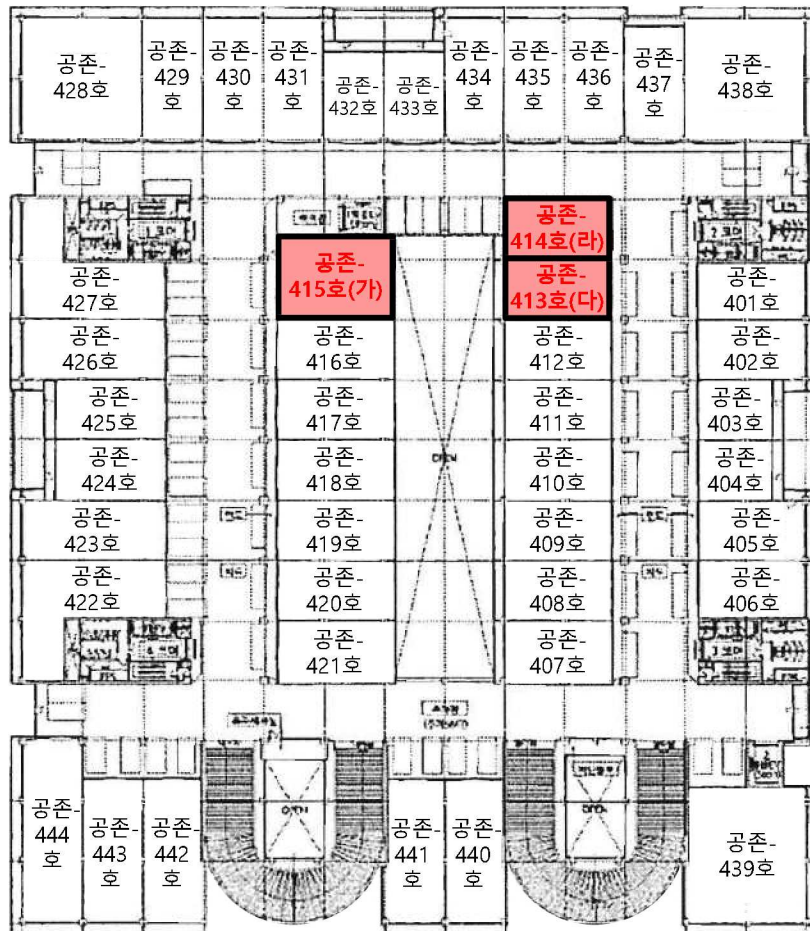 공존-
428호
공존-
429
호
공존-
430
호
공존-
431
호
공존-
432호
공존-
433호
공존-
434
호
공존-
435
호
공존-
436
호
공존-
437
호
공존-
438호
공존-
414호(라)
공존-
415호(가)
공존-
413호(다)
공존-
427호
공존-
401호
공존-
426호
공존-
416호
공존-
412호
공존-
402호
공존-
425호
공존-
417호
공존-
411호
공존-
403호
공존-
424호
공존-
418호
공존-
410호
공존-
404호
공존-
423호
공존-
419호
공존-
409호
공존-
405호
공존-
422호
공존-
420호
공존-
408호
공존-
406호
공존-
421호
공존-
407호
공존-
444
호
공존-
443
호
공존-
442
호
공존-
441
호
공존-
440
호
공존-
439호